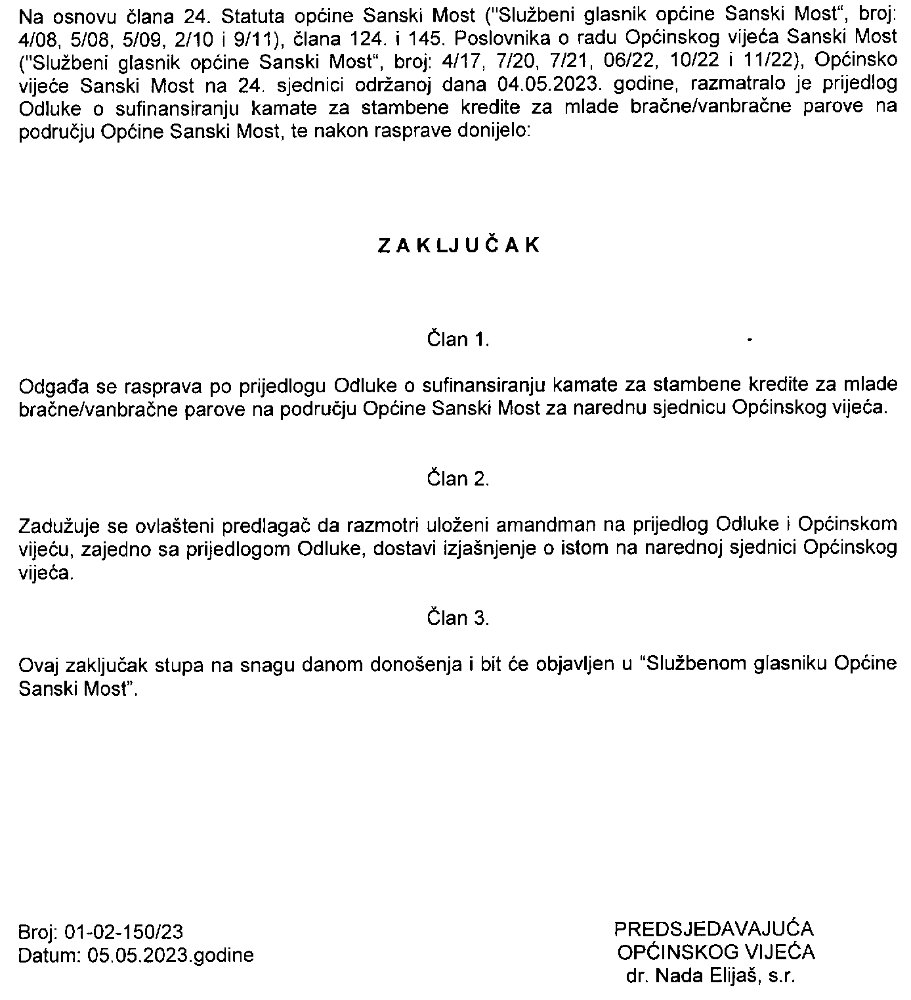 Na osnovu člana 24. Statuta općine Sanski Most ("Službeni glasnik općine Sanski Most“, broj:
4/08, 5/08, 5/09, 2/10 i 9/11), člana 124. i 145. Poslovnika o radu Općinskog vijeća Sanski Most
("Službeni glasnik općine Sanski Most“, broj: 4/17, 7/20, 7/21, 06/22, 10/22 i 11/22), Općinsko
vijeće Sanski Most na 24. sjednici održanoj dana 04.05.2023. godine, razmatralo je prijedlog
Odluke o sufinansiranju kamate za stambene kredite za mlade bračne/vanbračne parove na
području Općine Sanski Most, te nakon rasprave donijelo:
Z A K LJ U Č A K
Član 1.
Odgađa se rasprava po prijedlogu Odluke o sufinansiranju kamate za stambene kredite za mlade
bračne/vanbračne parove na području Općine Sanski Most za narednu sjednicu Općinskog vijeća.
Član 2.
Zadužuje se ovlašteni predlagač da razmotri uloženi amandman na prijedlog Odluke i Općinskom
vijeću, zajedno sa prijedlogom Odluke, dostavi izjašnjenje o istom na narednoj sjednici Općinskog
vijeća.
Član 3.
Ovaj zaključak stupa na snagu danom donošenja i bit će objavljen u “Službenom glasniku Općine
Sanski Most”.
Broj: 01-02-150/23
Datum: 05.05.2023.godine
PREDSJEDAVAJUĆA
OPĆINSKOG VIJEĆA
dr. Nada Elijaš, s.r.